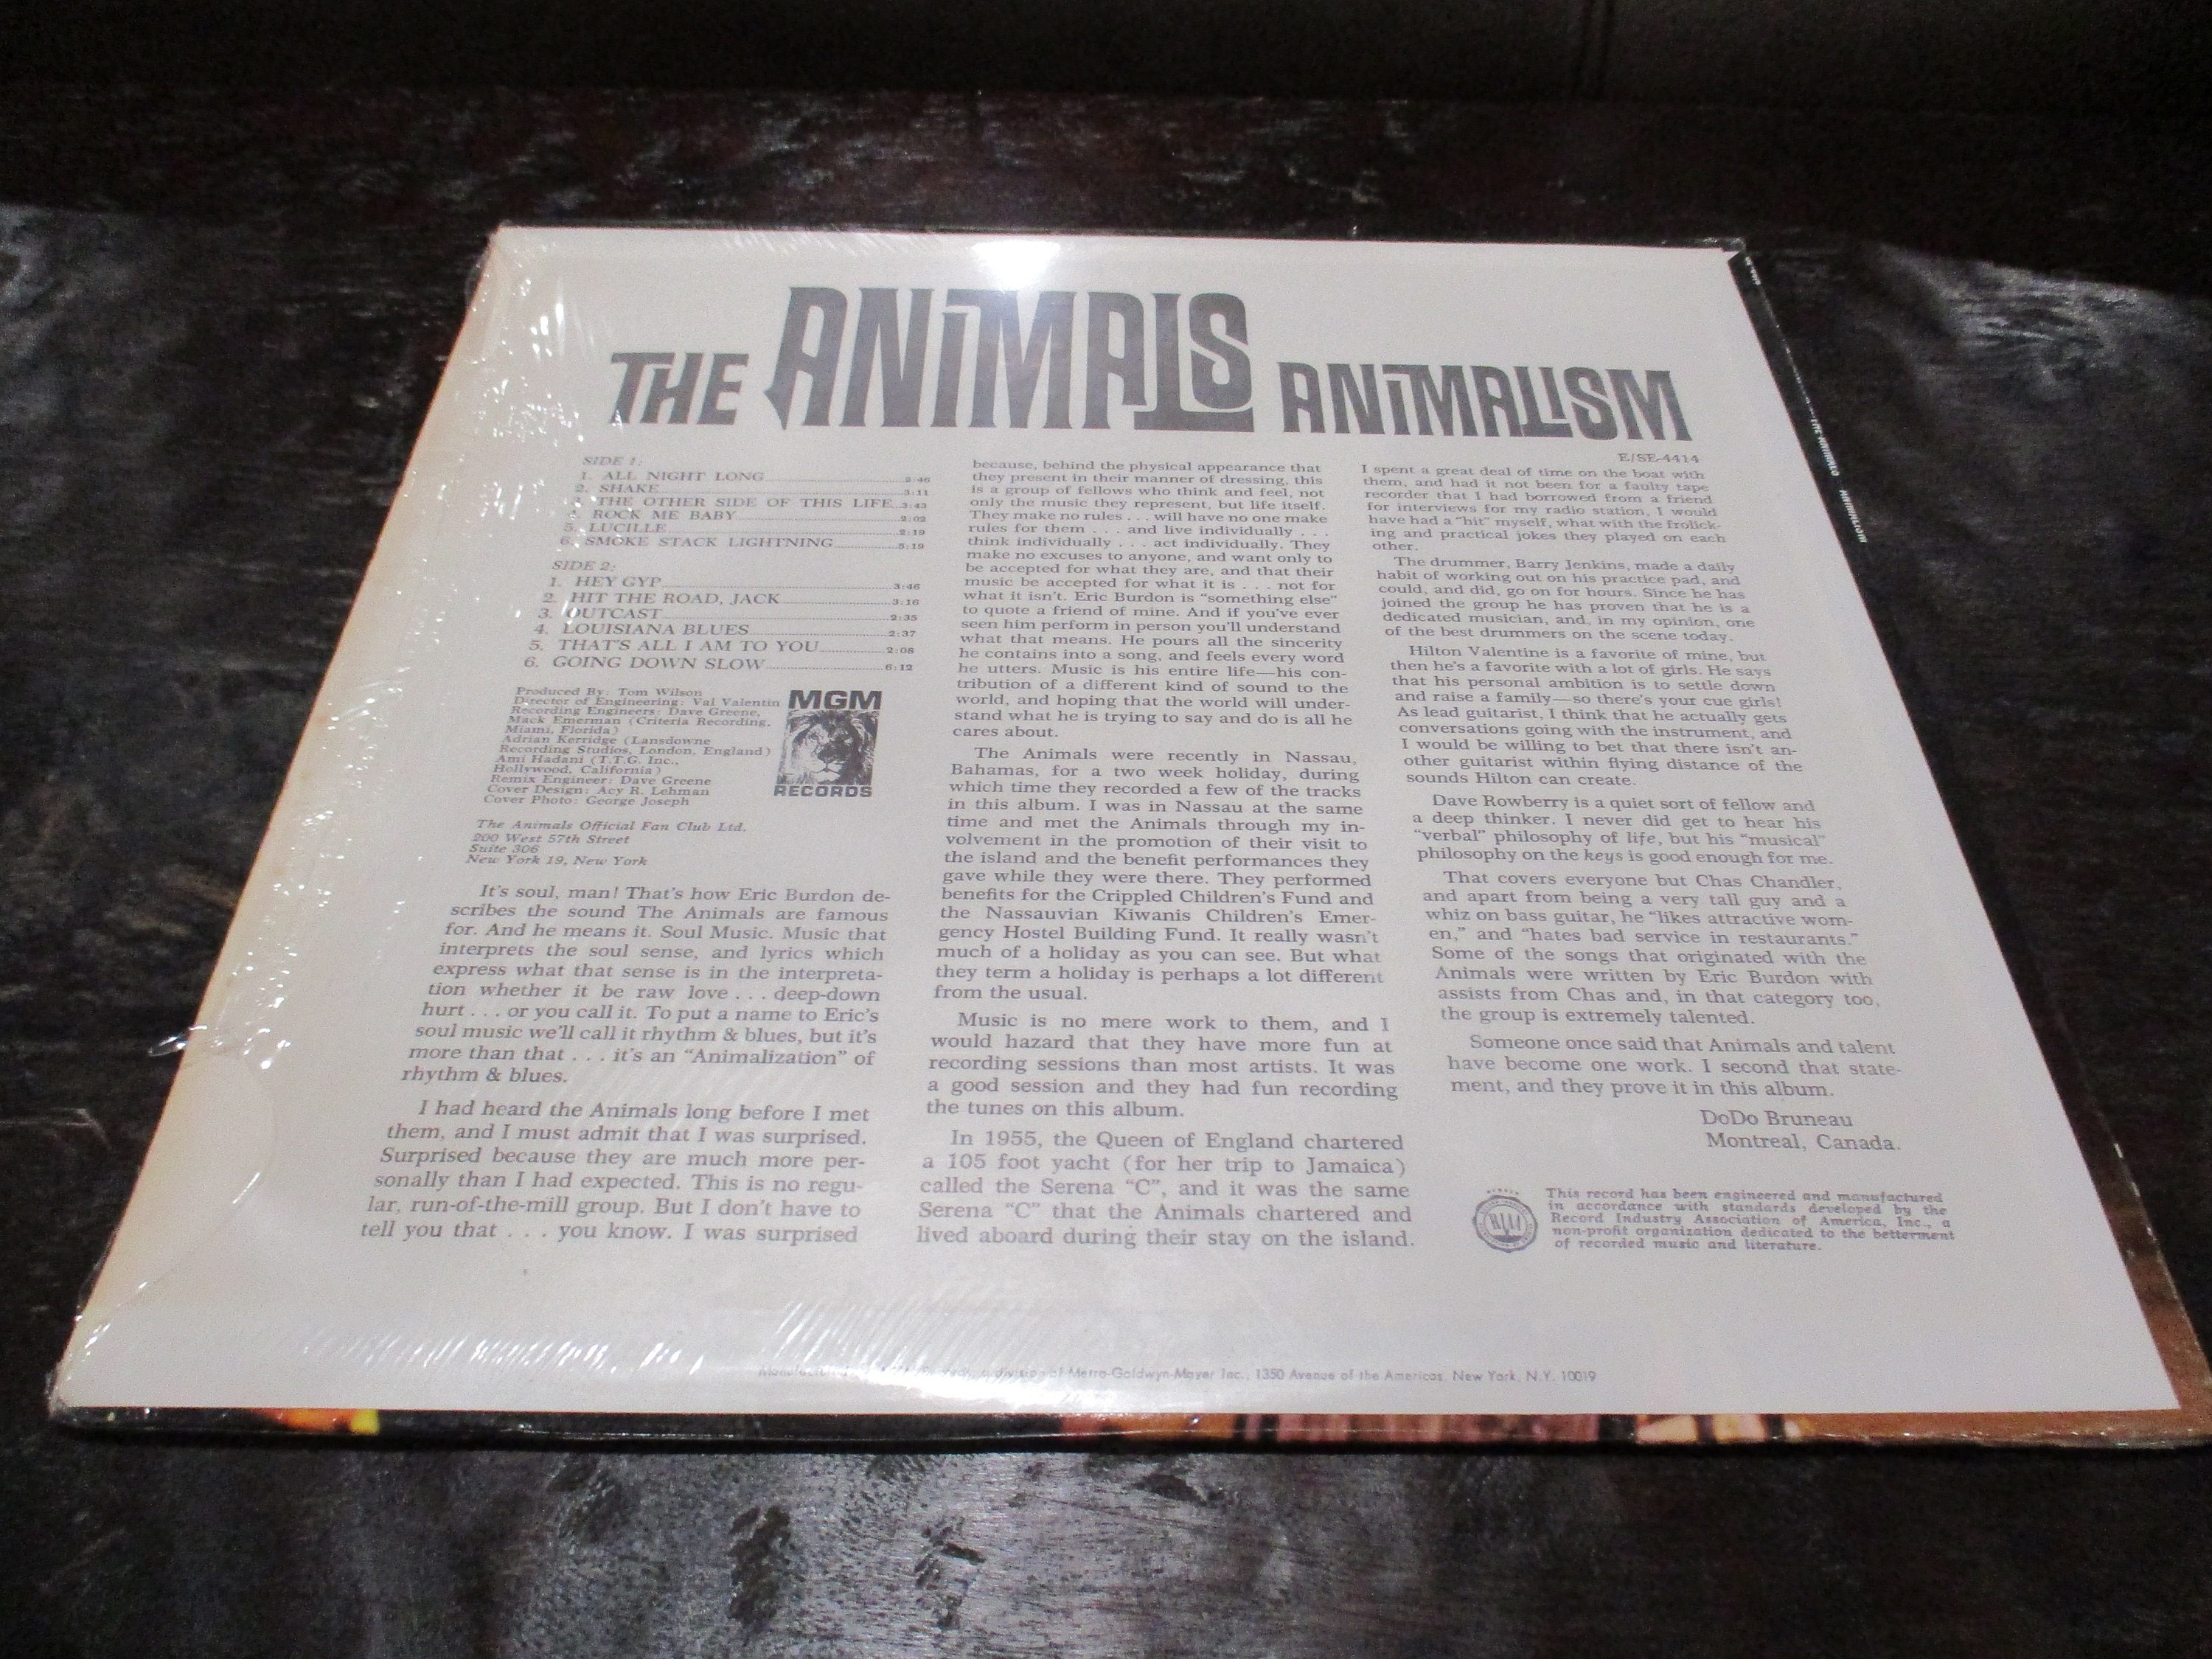 THE ANIMALS ANIMALISM
E/SE-4414
SIDE 1:
1. ALL NIGHT LONG 2:46
2. SHAKE 3:11
3. THE OTHER SIDE OF THIS LIFE 3:43
4. ROCK ME BABY 2:02
5. LUCILLE 2:19
6. SMOKE STACK LIGHTNING 5:19
SIDE 2:
1. HEY GYP 3:46
2. HIT THE ROAD, JACK 3:16
3. OUTCAST 2:35
4. LOUISIANA BLUES 2:37
5. THAT'S ALL I AM TO YOU 2:08
6. GOING DOWN SLOW 6:12
Produced By: Tom Wilson
Director of Engineering: Val Valentin
Recording Engineers: Dave Greene,
Mack Emerman (Criteria Recording,
Miami, Florida)
Adrian Kerridge (Lansdowne
Recording Studios, London, England)
Ami Hadani (T.T.G. Inc.,
Hollywood, California)
Remix Engineer: Dave Greene
Cover Design: Acy R. Lehman
Cover Photo: George Joseph
MGM
RECORDS
The Animals Official Fan Club Ltd.
200 West 57th Street
Suite 306
New York 19, New York
It's soul, man! That's how Eric Burdon de-
scribes the sound The Animals are famous
for. And he means it. Soul Music. Music that
interprets the soul sense, and lyrics which
express what that sense is in the interpreta-
tion whether it be raw love . . . deep-down
hurt . . . or you call it. To put a name to Eric's
soul music we'll call it rhythm & blues, but it's
more than that . . . it's an "Animalization" of
rhythm & blues.
I had heard the Animals long before I met
them, and I must admit that I was surprised.
Surprised because they are much more per-
sonally than I had expected. This is no regu-
lar, run-of-the-mill group. But I don't have to
tell you that . . . you know. I was surprised
because, behind the physical appearance that
they present in their manner of dressing, this
is a group of fellows who think and feel, not
only the music they represent, but life itself.
They make no rules . . . will have no one make
rules for them . . . and live individually . . .
think individually . . . act individually. They
make no excuses to anyone, and want only to
be accepted for what they are, and that their
music be accepted for what it is . . . not for
what it isn't. Eric Burdon is "something else"
to quote a friend of mine. And if you've ever
seen him perform in person you'll understand
what that means. He pours all the sincerity
he contains into a song, and feels every word
he utters. Music is his entire life—his con-
tribution of a different kind of sound to the
world, and hoping that the world will under-
stand what he is trying to say and do is all he
cares about.
The Animals were recently in Nassau,
Bahamas, for a two week holiday, during
which time they recorded a few of the tracks
in this album. I was in Nassau at the same
time and met the Animals through my in-
volvement in the promotion of their visit to
the island and the benefit performances they
gave while they were there. They performed
benefits for the Crippled Children's Fund and
the Nassauvian Kiwanis Children's Emer-
gency Hostel Building Fund. It really wasn't
much of a holiday as you can see. But what
they term a holiday is perhaps a lot different
from the usual.
Music is no mere work to them, and I
would hazard that they have more fun at
recording sessions than most artists. It was
a good session and they had fun recording
the tunes on this album.
In 1955, the Queen of England chartered
a 105 foot yacht (for her trip to Jamaica)
called the Serena "C", and it was the same
Serena "C" that the Animals chartered and
lived aboard during their stay on the island.
I spent a great deal of time on the boat with
them, and had it not been for a faulty tape
recorder that I had borrowed from a friend
for interviews for my radio station, I would
have had a "hit" myself, what with the frolick-
ing and practical jokes they played on each
other.
The drummer, Barry Jenkins, made a daily
habit of working out on his practice pad, and
could, and did, go on for hours. Since he has
joined the group he has proven that he is a
dedicated musician, and, in my opinion, one
of the best drummers on the scene today.
Hilton Valentine is a favorite of mine, but
then he's a favorite with a lot of girls. He says
that his personal ambition is to settle down
and raise a family—so there's your cue girls!
As lead guitarist, I think that he actually gets
conversations going with the instrument, and
I would be willing to bet that there isn't an-
other guitarist within flying distance of the
sounds Hilton can create.
Dave Rowberry is a quiet sort of fellow and
a deep thinker. I never did get to hear his
"verbal" philosophy of life, but his "musical"
philosophy on the keys is good enough for me.
That covers everyone but Chas Chandler,
and apart from being a very tall guy and a
whiz on bass guitar, he "likes attractive wom-
en," and "hates bad service in restaurants."
Some of the songs that originated with the
Animals were written by Eric Burdon with
assists from Chas and, in that category too,
the group is extremely talented.
Someone once said that Animals and talent
have become one work. I second that state-
ment, and they prove it in this album.
DoDo Bruneau
Montreal, Canada.
This record has been engineered and manufactured
in accordance with standards developed by the
Record Industry Association of America, Inc., a
non-profit organization dedicated to the betterment
of recorded music and literature.
a division of Metro-Goldwyn-Mayer Inc., 1350 Avenue of the Americas, New York, N.Y. 10019
THE ANIMALS ANIMALISM